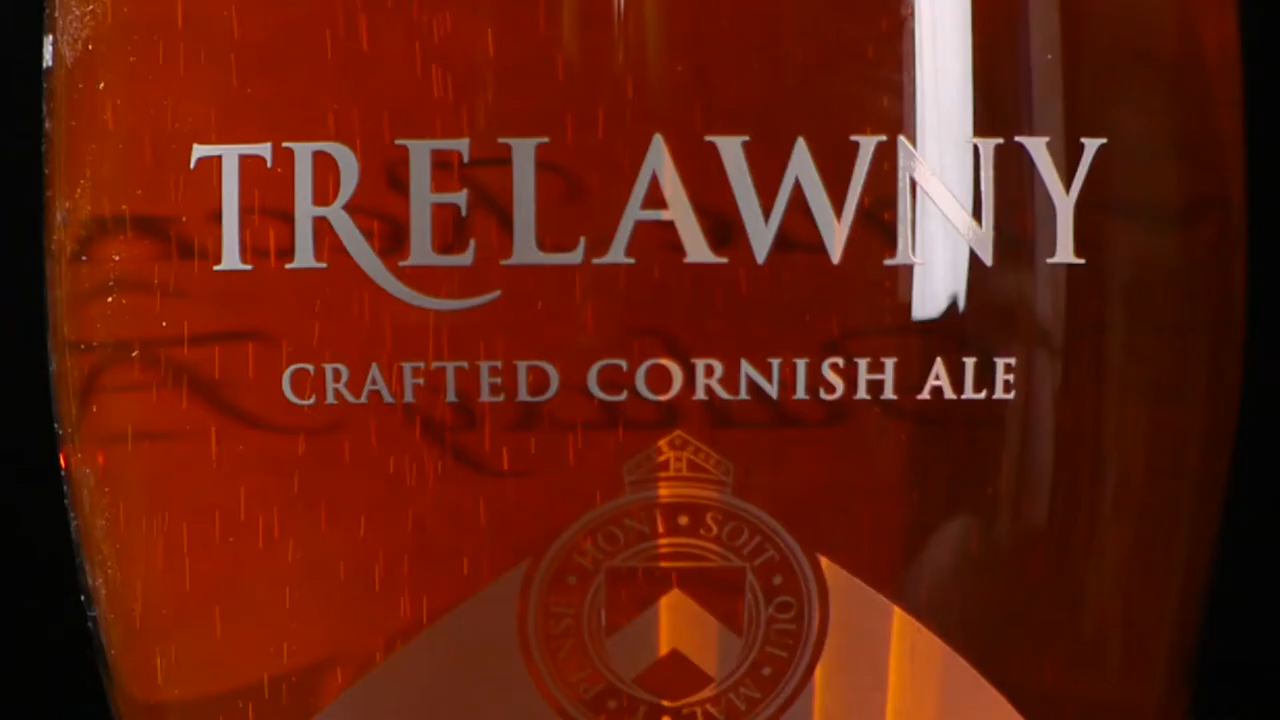 TRELAWNY
CRAFTED CORNISH ALE
HONI • SOIT • QUI • MAL • Y • PENSE